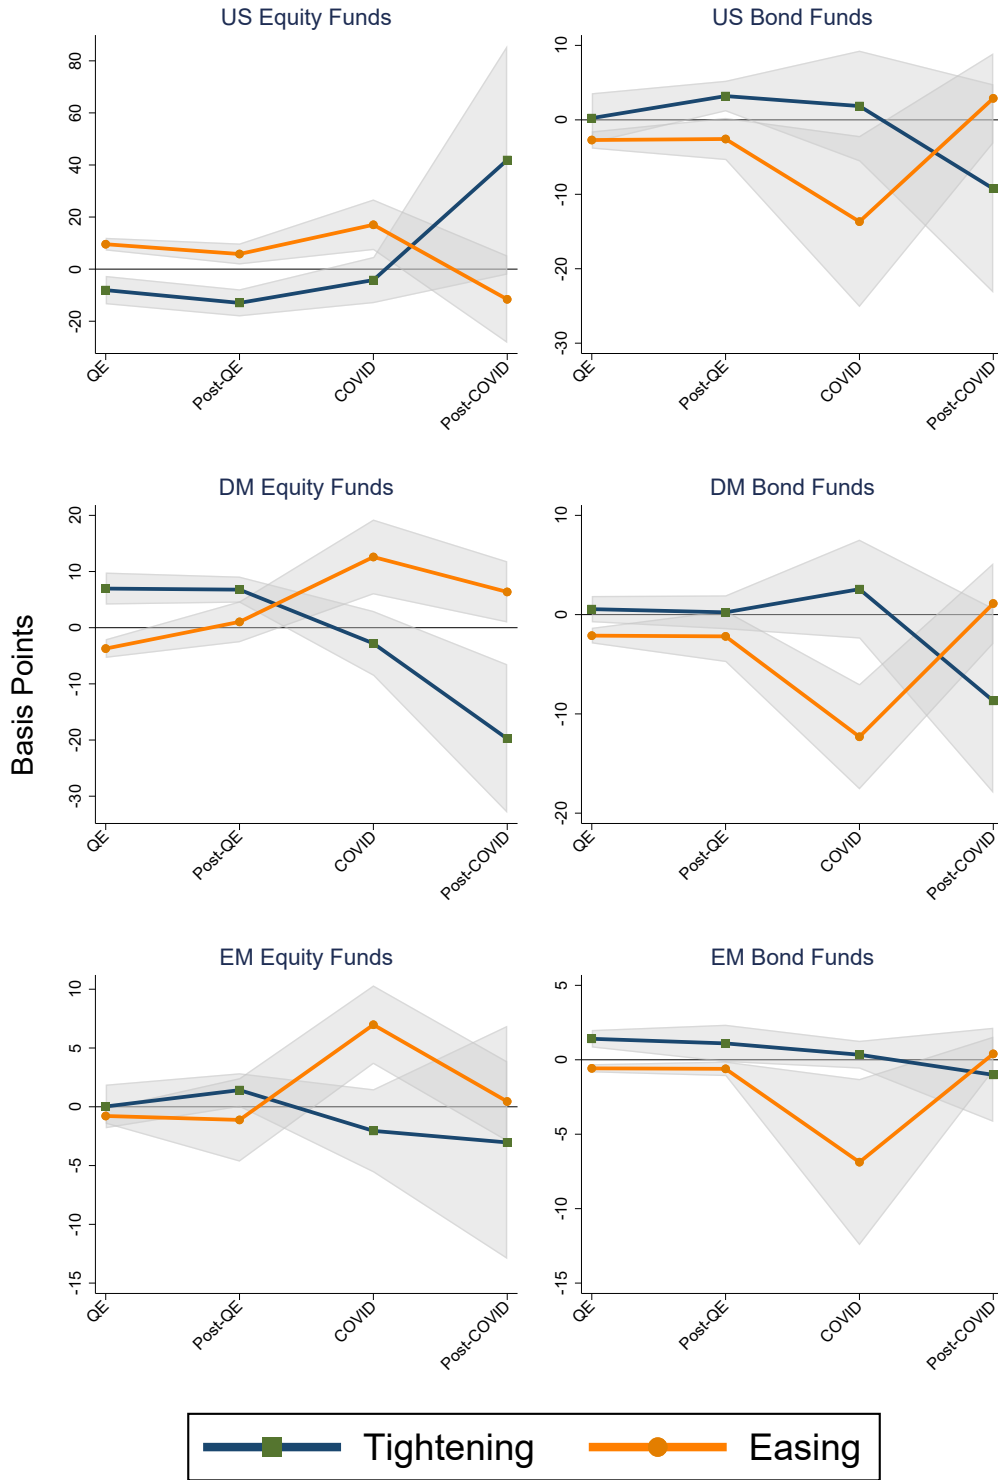 US Equity Funds
80
60
40
20
0
-20
QE
Post-QE
COVID
Post-COVID
US Bond Funds
10
0
-10
-20
-30
QE
Post-QE
COVID
Post-COVID
Basis Points
DM Equity Funds
20
10
0
-10
-20
-30
QE
Post-QE
COVID
Post-COVID
DM Bond Funds
10
0
-10
-20
QE
Post-QE
COVID
Post-COVID
EM Equity Funds
10
5
0
-5
-10
-15
QE
Post-QE
COVID
Post-COVID
EM Bond Funds
5
0
-5
-10
-15
QE
Post-QE
COVID
Post-COVID
Tightening
Easing